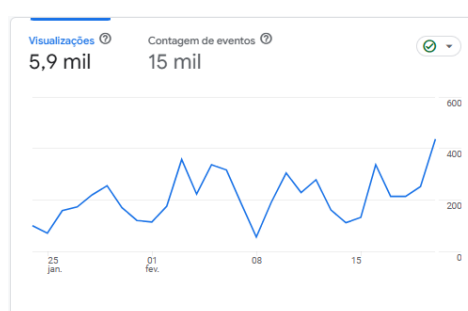 Visualizações
Contagem de eventos
5,9 mil
15 mil
600
400
200
0
25
jan.
01
fev.
08
15